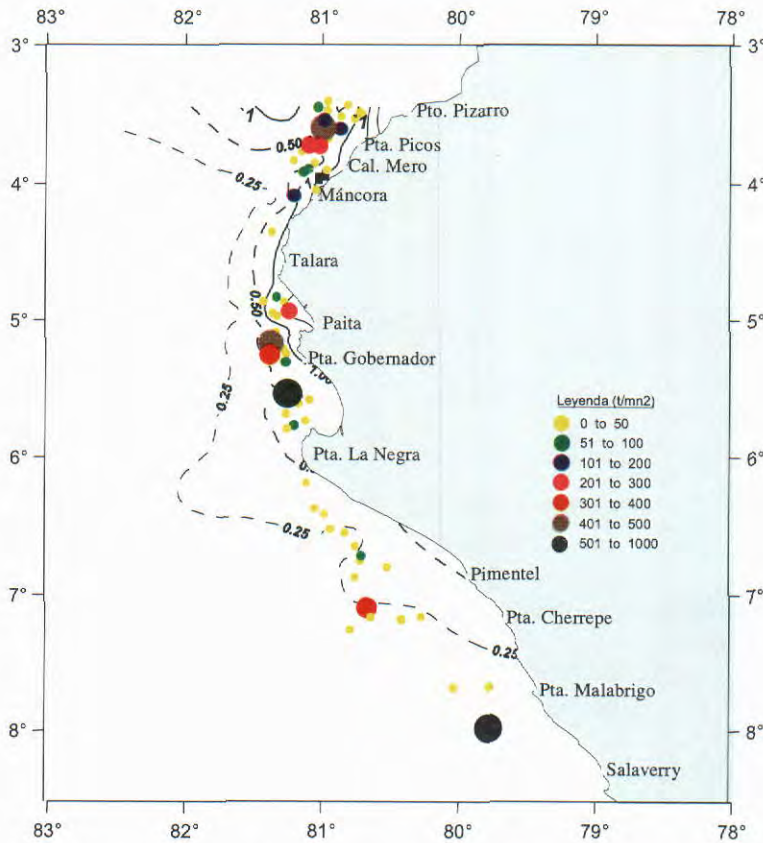 83° 82° 81° 80° 79° 78°
3° 3°
Pto. Pizarro
1 1
0.50
Pta. Picos
Cal. Mero
0.25
4° 4°
Máncora
Talara
0.50
5° 5°
Paita
Pta. Gobernador
1.00
0.25
Leyenda (t/mn2)
0 to 50
51 to 100
101 to 200
201 to 300
301 to 400
401 to 500
501 to 1000
6° 6°
Pta. La Negra
0.25
Pimentel
7° 7°
Pta. Cherrepe
0.25
Pta. Malabrigo
8° 8°
Salaverry
83° 82° 81° 80° 79° 78°